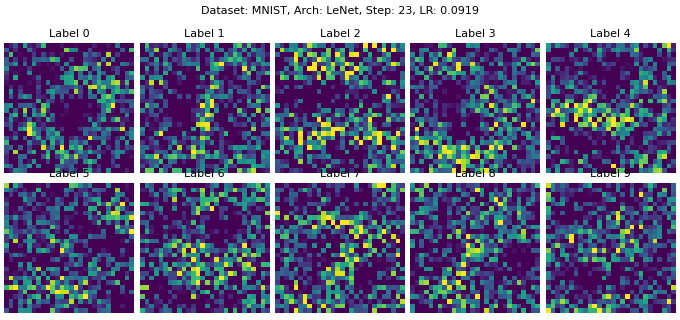 Dataset: MNIST, Arch: LeNet, Step: 23, LR: 0.0919
Label 0 Label 1 Label 2 Label 3 Label 4
Label 5 Label 6 Label 7 Label 8 Label 9